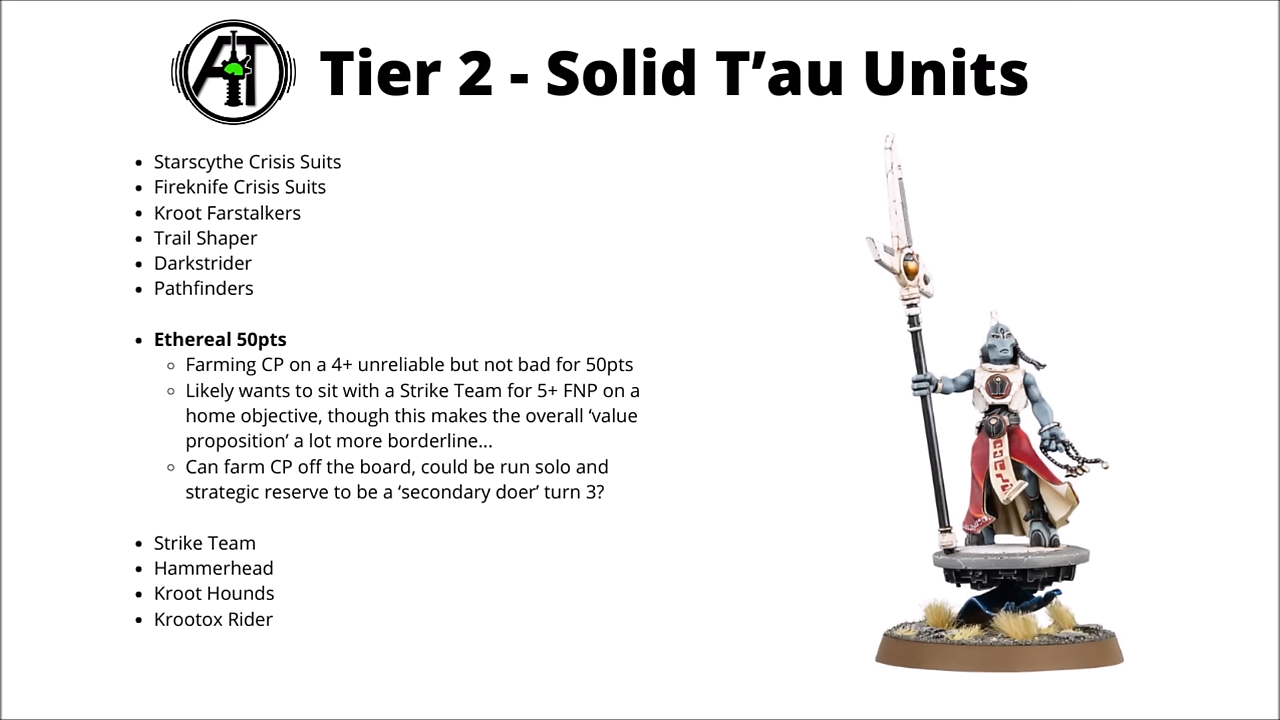 AT
Tier 2 - Solid T’au Units
• Starscythe Crisis Suits
• Fireknife Crisis Suits
• Kroot Farstalkers
• Trail Shaper
• Darkstrider
• Pathfinders
• Ethereal 50pts
◦ Farming CP on a 4+ unreliable but not bad for 50pts
◦ Likely wants to sit with a Strike Team for 5+ FNP on a
home objective, though this makes the overall ‘value
proposition’ a lot more borderline...
◦ Can farm CP off the board, could be run solo and
strategic reserve to be a ‘secondary doer’ turn 3?
• Strike Team
• Hammerhead
• Kroot Hounds
• Krootox Rider